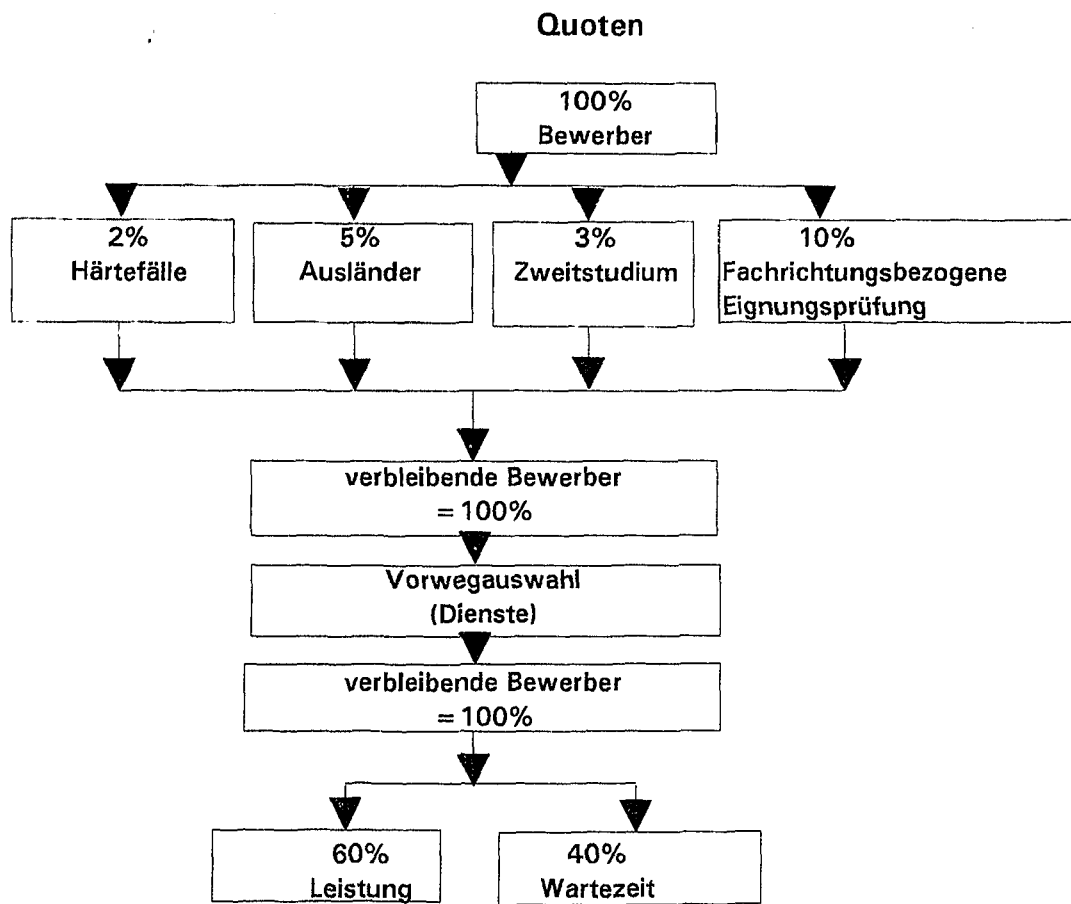 Quoten
100%
Bewerber
2%
Härtefälle
5%
Ausländer
3%
Zweitstudium
10%
Fachrichtungsbezogene
Eignungsprüfung
verbleibende Bewerber
= 100%
Vorwegauswahl
(Dienste)
verbleibende Bewerber
= 100%
60%
Leistung
40%
Wartezeit